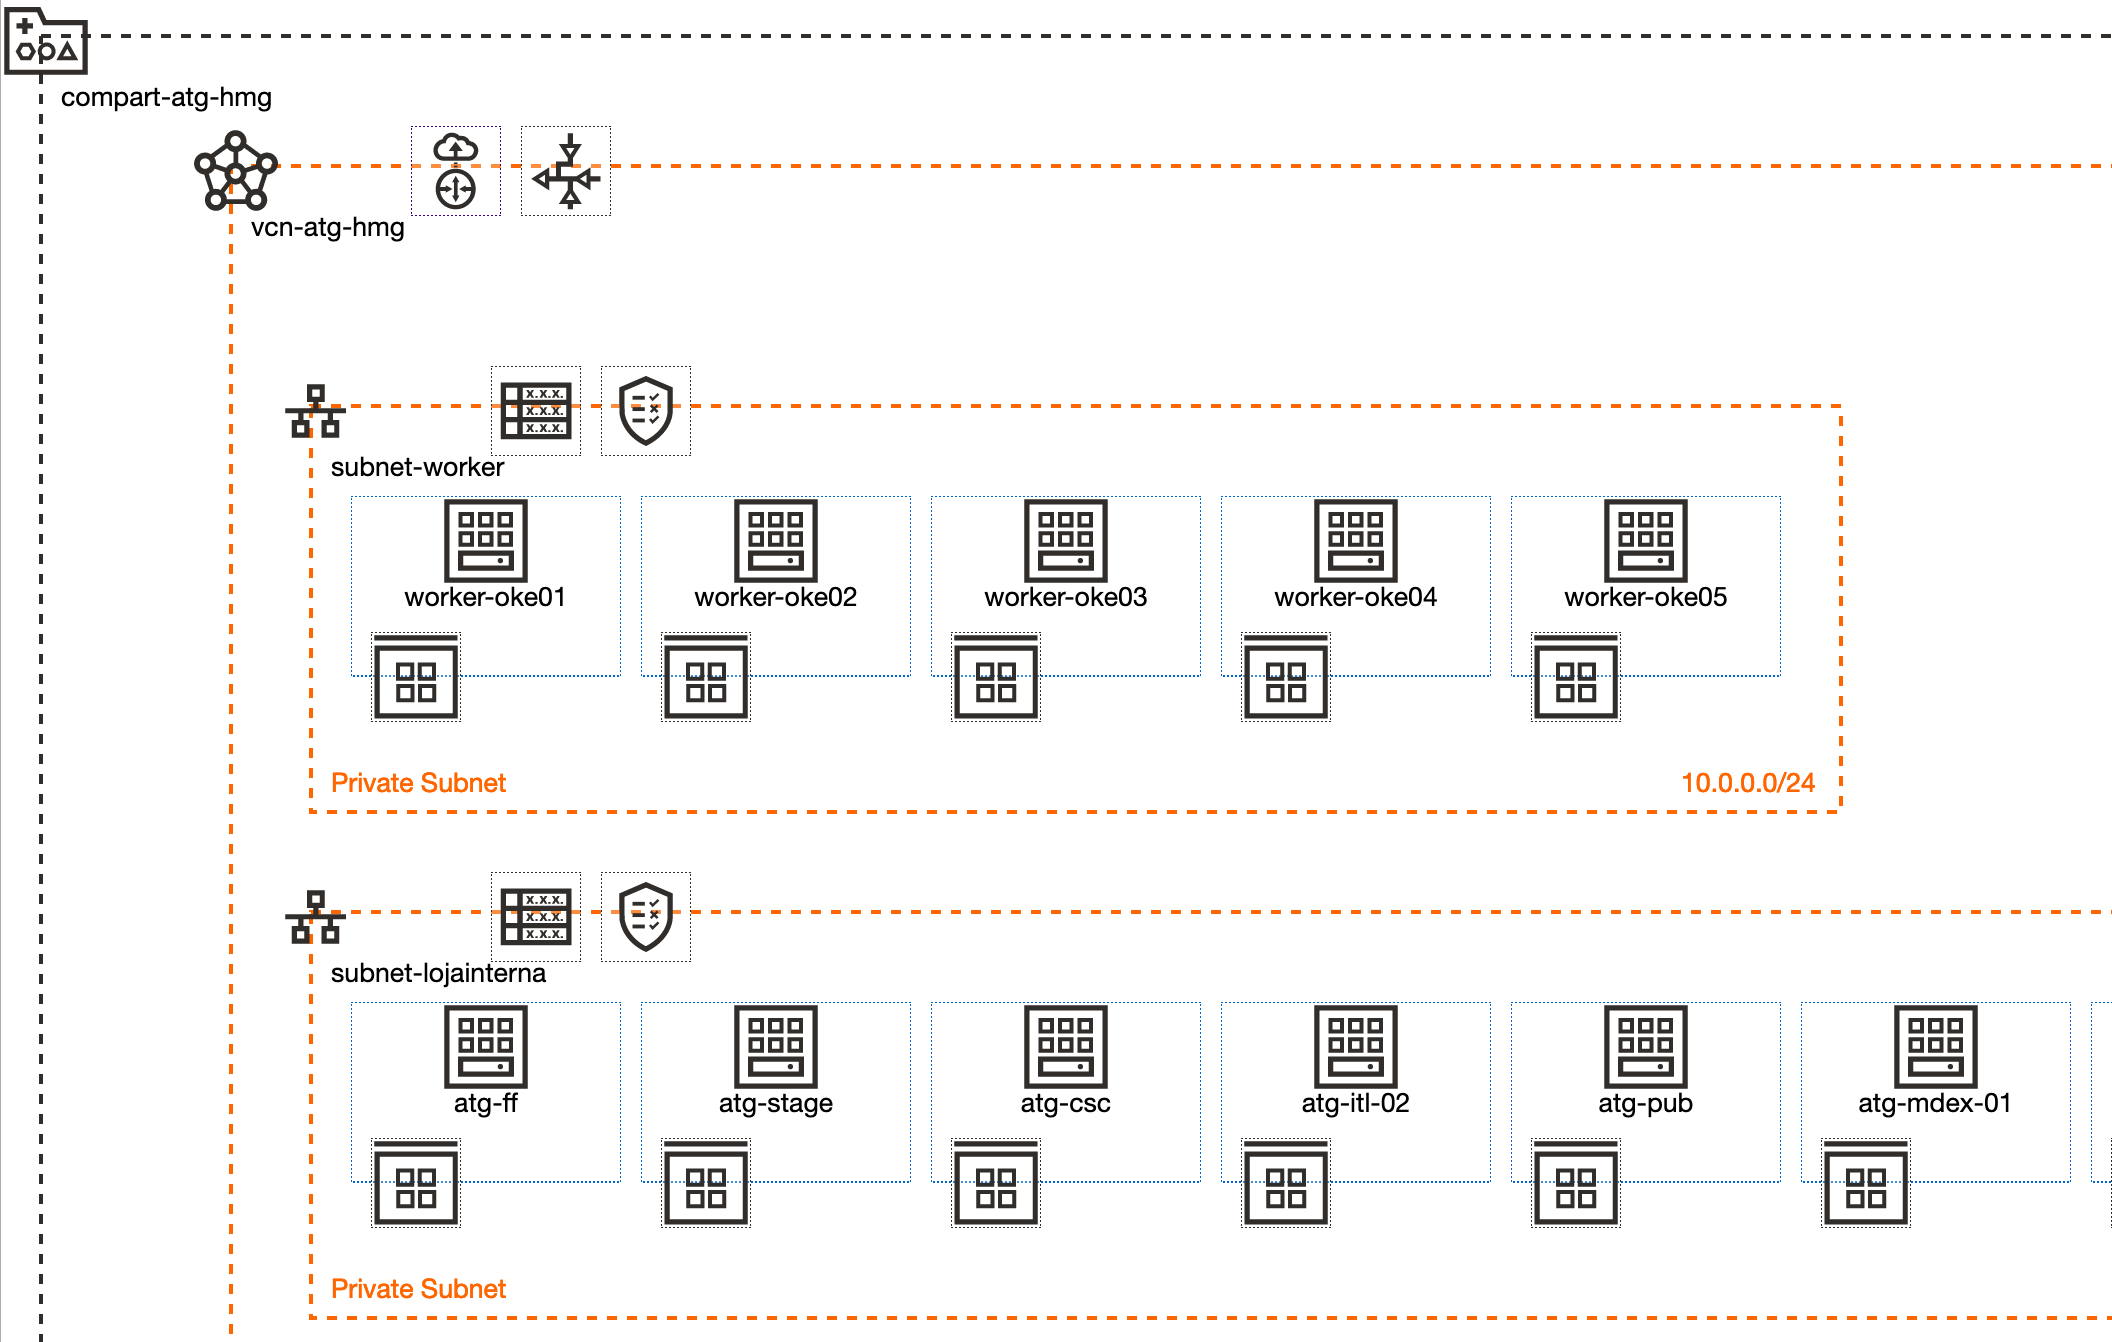 compart-atg-hmg
vcn-atg-hmg
x.x.x.
x.x.x.
x.x.x.
subnet-worker
worker-oke01
worker-oke02
worker-oke03
worker-oke04
worker-oke05
Private Subnet
10.0.0.0/24
x.x.x.
x.x.x.
x.x.x.
subnet-lojainterna
atg-ff
atg-stage
atg-csc
atg-itl-02
atg-pub
atg-mdex-01
Private Subnet